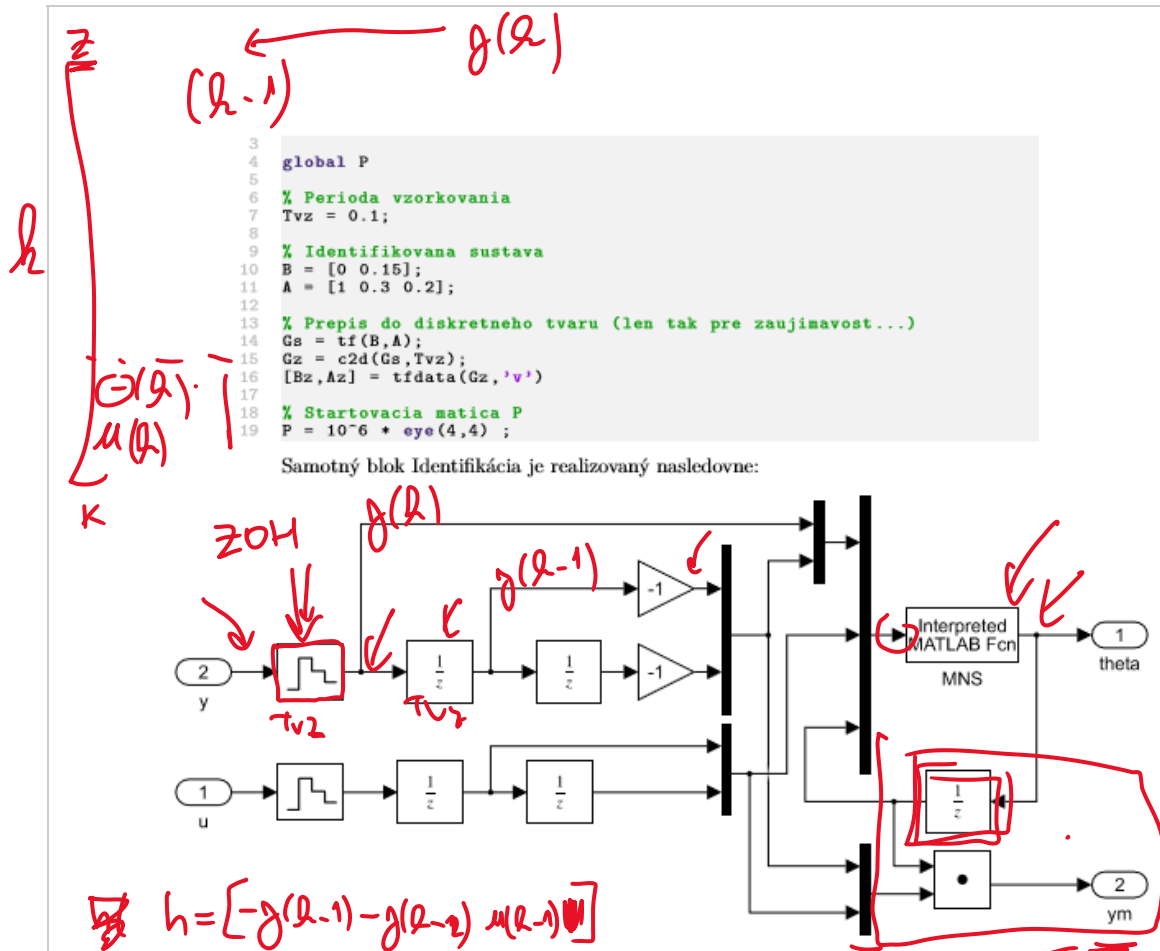 z
y(k)
(k-1)
h
Θ(k)
u(k)
K
3
4 global P
5
6 % Perioda vzorkovania
7 Tvz = 0.1;
8
9 % Identifikovana sustava
10 B = [0 0.15];
11 A = [1 0.3 0.2];
12
13 % Prepis do diskretneho tvaru (len tak pre zaujimavost...)
14 Gs = tf(B,A);
15 Gz = c2d(Gs,Tvz);
16 [Bz,Az] = tfdata(Gz,'v')
17
18 % Startovacia matica P
19 P = 10^6 * eye(4,4) ;
Samotný blok Identifikácia je realizovaný nasledovne:
ZOH
y(k)
y(k-1)
-1
2
y
Tvz
1/z
Tvz
1/z
-1
Interpreted
MATLAB Fcn
MNS
1
theta
1
u
1/z
1/z
1/z
2
ym
h=[-y(k-1) -y(k-2) u(k-1)]